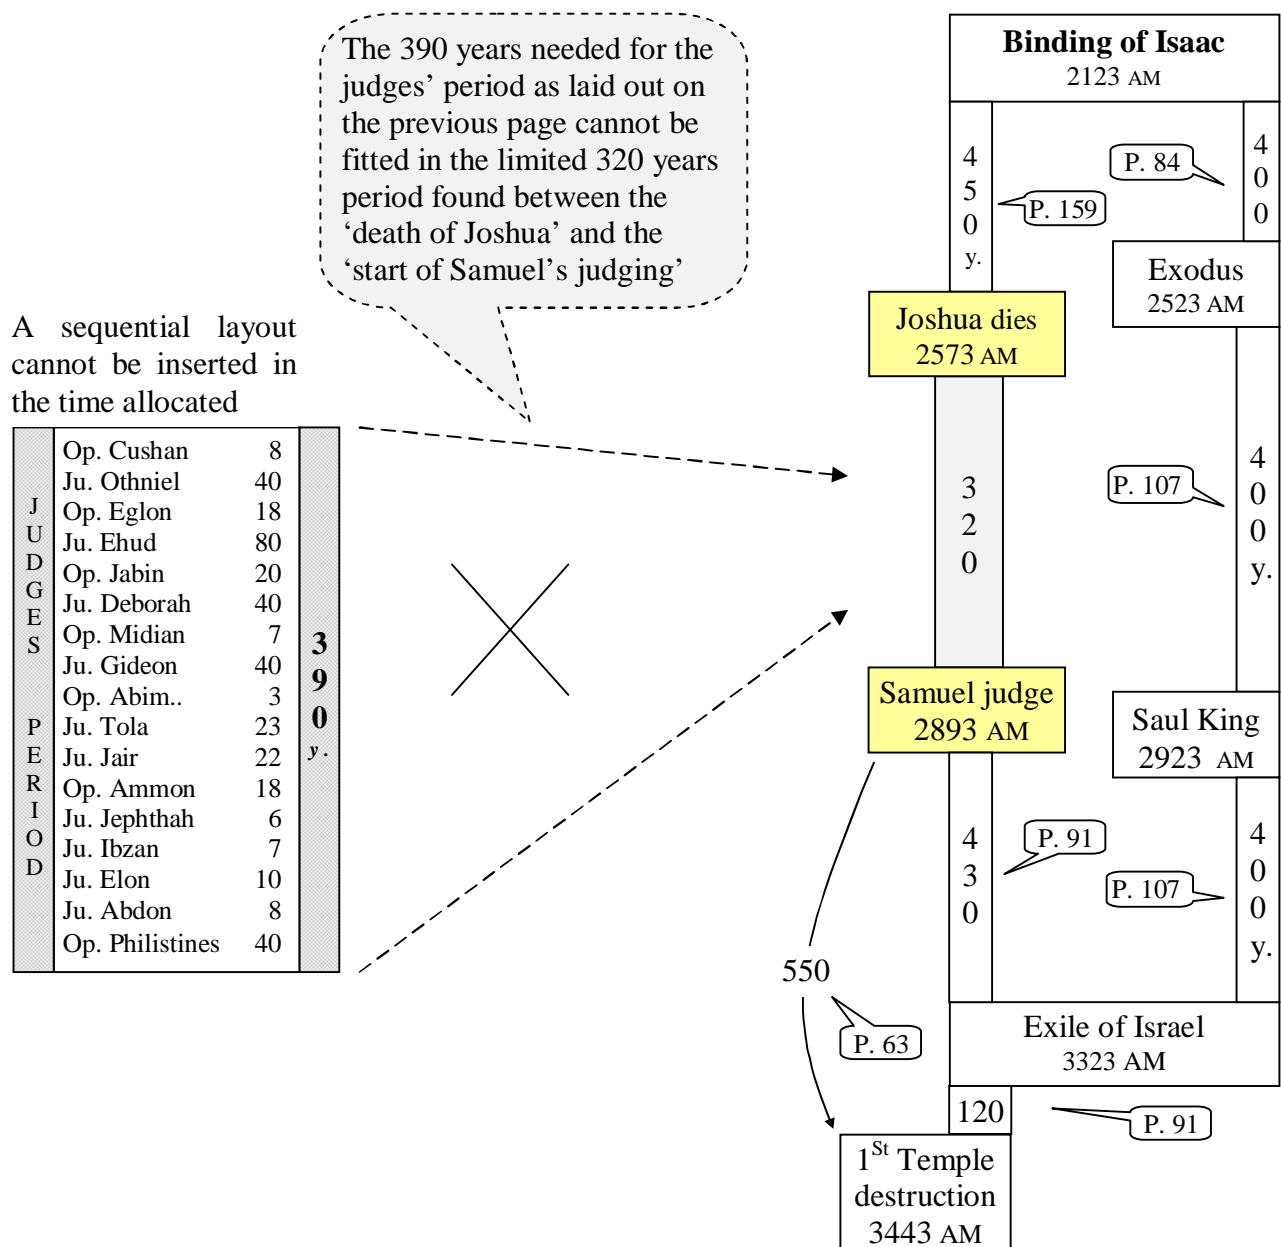 The 390 years needed for the
judges’ period as laid out on
the previous page cannot be
fitted in the limited 320 years
period found between the
‘death of Joshua’ and the
‘start of Samuel’s judging’
A sequential layout
cannot be inserted in
the time allocated
JUDGES PERIOD
Op. Cushan 8
Ju. Othniel 40
Op. Eglon 18
Ju. Ehud 80
Op. Jabin 20
Ju. Deborah 40
Op. Midian 7
Ju. Gideon 40
Op. Abim.. 3
Ju. Tola 23
Ju. Jair 22
Op. Ammon 18
Ju. Jephthah 6
Ju. Ibzan 7
Ju. Elon 10
Ju. Abdon 8
Op. Philistines 40
390 y.
Binding of Isaac
2123 AM
450 y.
P. 159
P. 84
400
Exodus
2523 AM
Joshua dies
2573 AM
320
P. 107
400 y.
Samuel judge
2893 AM
Saul King
2923 AM
430
P. 91
P. 107
400 y.
550
P. 63
Exile of Israel
3323 AM
120
P. 91
1St Temple
destruction
3443 AM